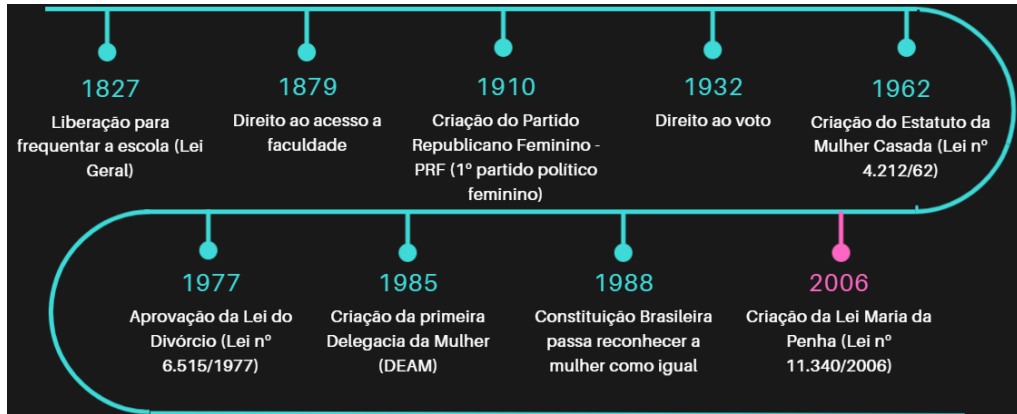 1827
Liberação para
frequentar a escola (Lei
Geral)
1879
Direito ao acesso a
faculdade
1910
Criação do Partido
Republicano Feminino -
PRF (1º partido político
feminino)
1932
Direito ao voto
1962
Criação do Estatuto da
Mulher Casada (Lei nº
4.212/62)
1977
Aprovação da Lei do
Divórcio (Lei nº
6.515/1977)
1985
Criação da primeira
Delegacia da Mulher
(DEAM)
1988
Constituição Brasileira
passa reconhecer a
mulher como igual
2006
Criação da Lei Maria da
Penha (Lei nº
11.340/2006)